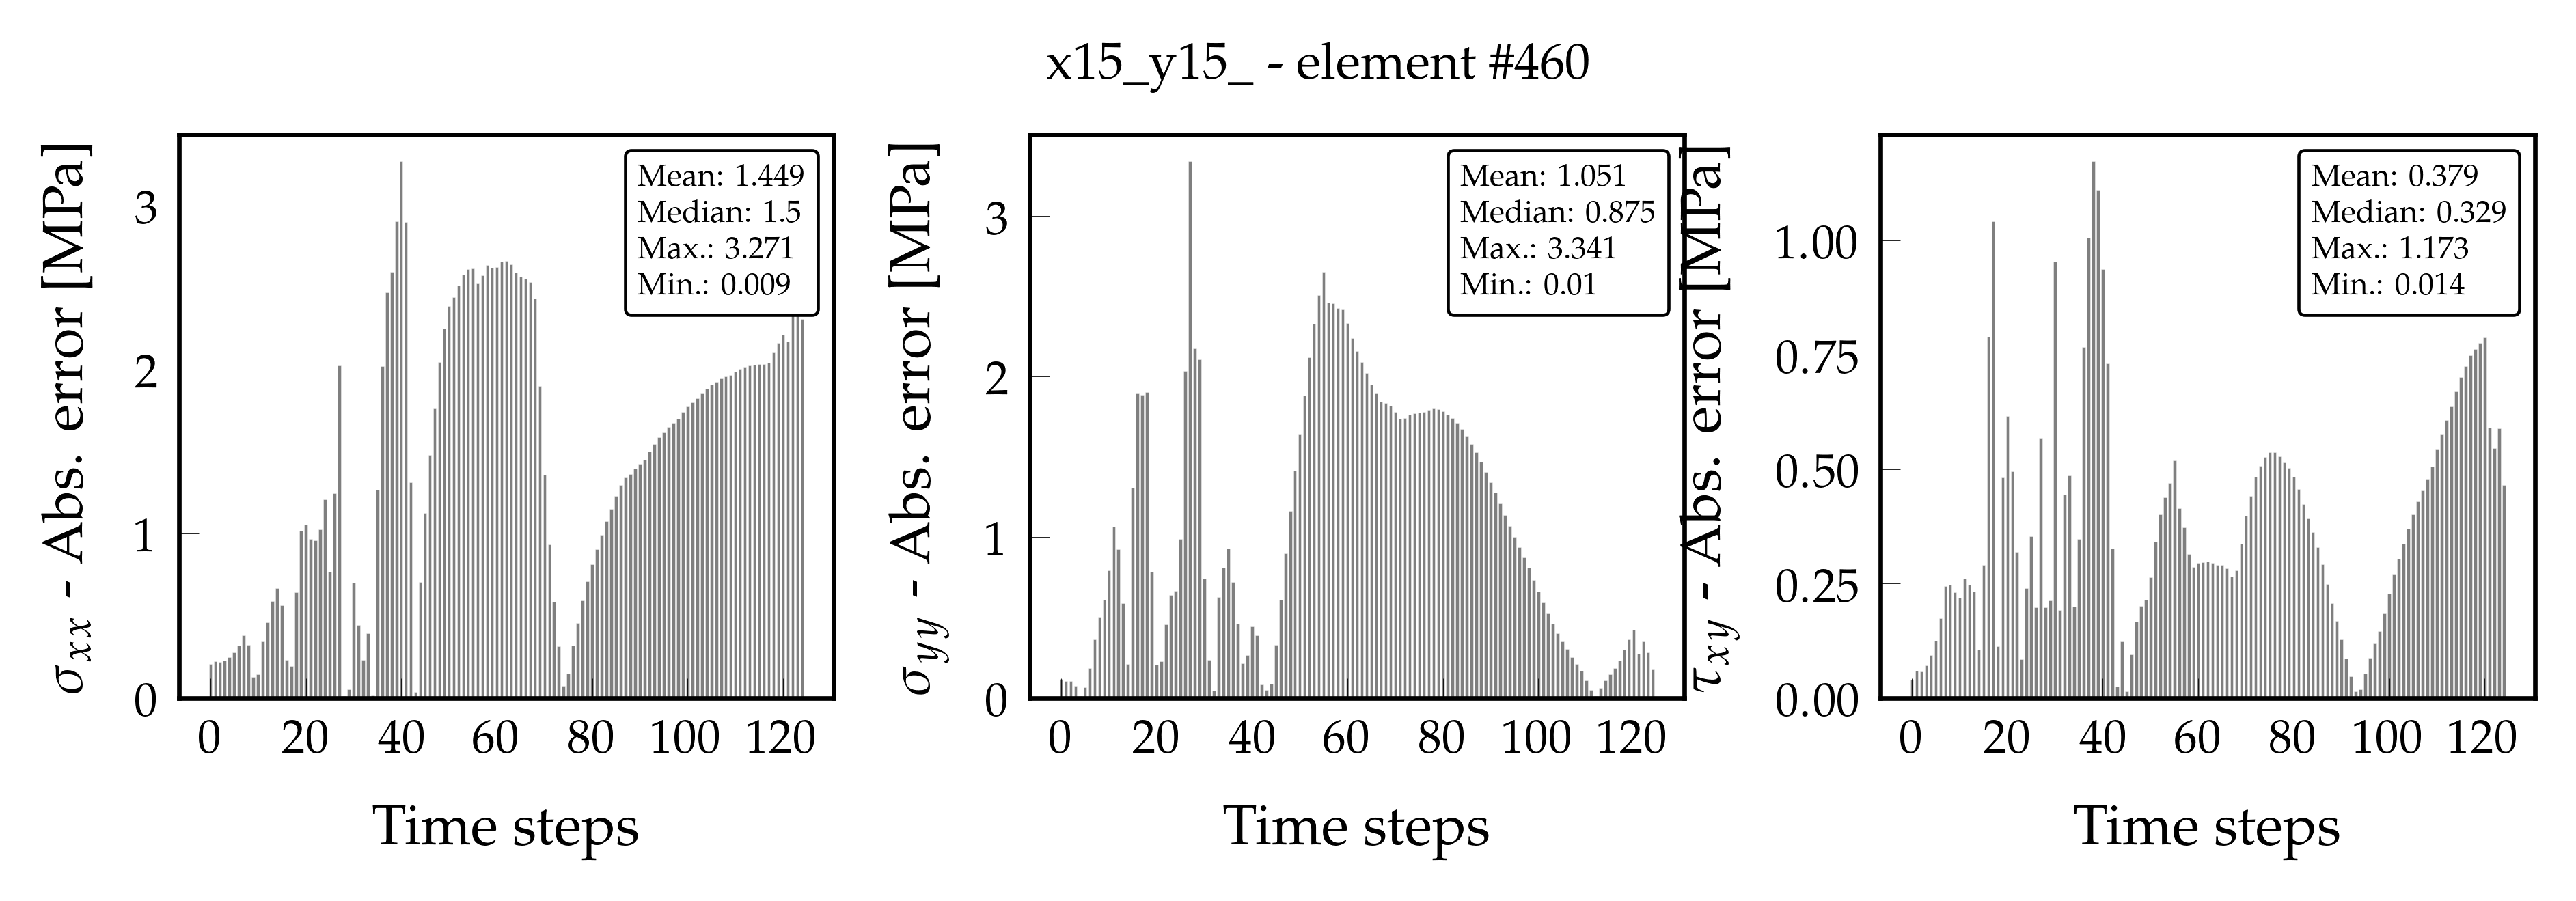 x15_y15_ - element #460
σxx - Abs. error [MPa]
3
2
1
0
Mean: 1.449
Median: 1.5
Max.: 3.271
Min.: 0.009
0 20 40 60 80 100 120
Time steps
σyy - Abs. error [MPa]
3
2
1
0
Mean: 1.051
Median: 0.875
Max.: 3.341
Min.: 0.01
0 20 40 60 80 100 120
Time steps
τxy - Abs. error [MPa]
1.00
0.75
0.50
0.25
0.00
Mean: 0.379
Median: 0.329
Max.: 1.173
Min.: 0.014
0 20 40 60 80 100 120
Time steps